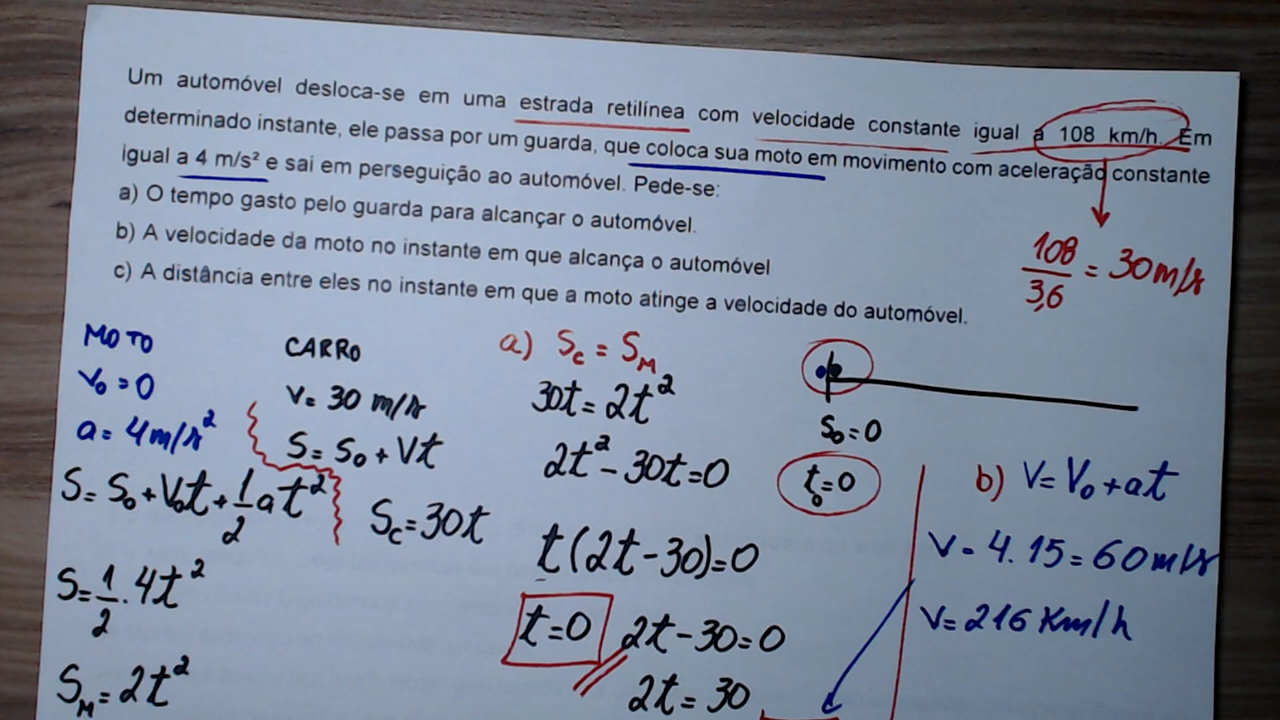 Um automóvel desloca-se em uma estrada retilínea com velocidade constante igual a 108 km/h. Em
determinado instante, ele passa por um guarda, que coloca sua moto em movimento com aceleração constante
igual a 4 m/s² e sai em perseguição ao automóvel. Pede-se:
a) O tempo gasto pelo guarda para alcançar o automóvel.
b) A velocidade da moto no instante em que alcança o automóvel
c) A distância entre eles no instante em que a moto atinge a velocidade do automóvel.
108/3,6 = 30 m/s
MOTO
V₀ = 0
a = 4 m/s²
S = S₀ + V₀t + 1/2 at²
S = 1/2 . 4t²
S_M = 2t²
CARRO
V = 30 m/s
S = S₀ + Vt
S_C = 30t
a) S_C = S_M
30t = 2t²
2t² - 30t = 0
t(2t - 30) = 0
t = 0 2t - 30 = 0
2t = 30
S₀ = 0
t₀ = 0
b) V = V₀ + at
V = 4 . 15 = 60 m/s
V = 216 Km/h